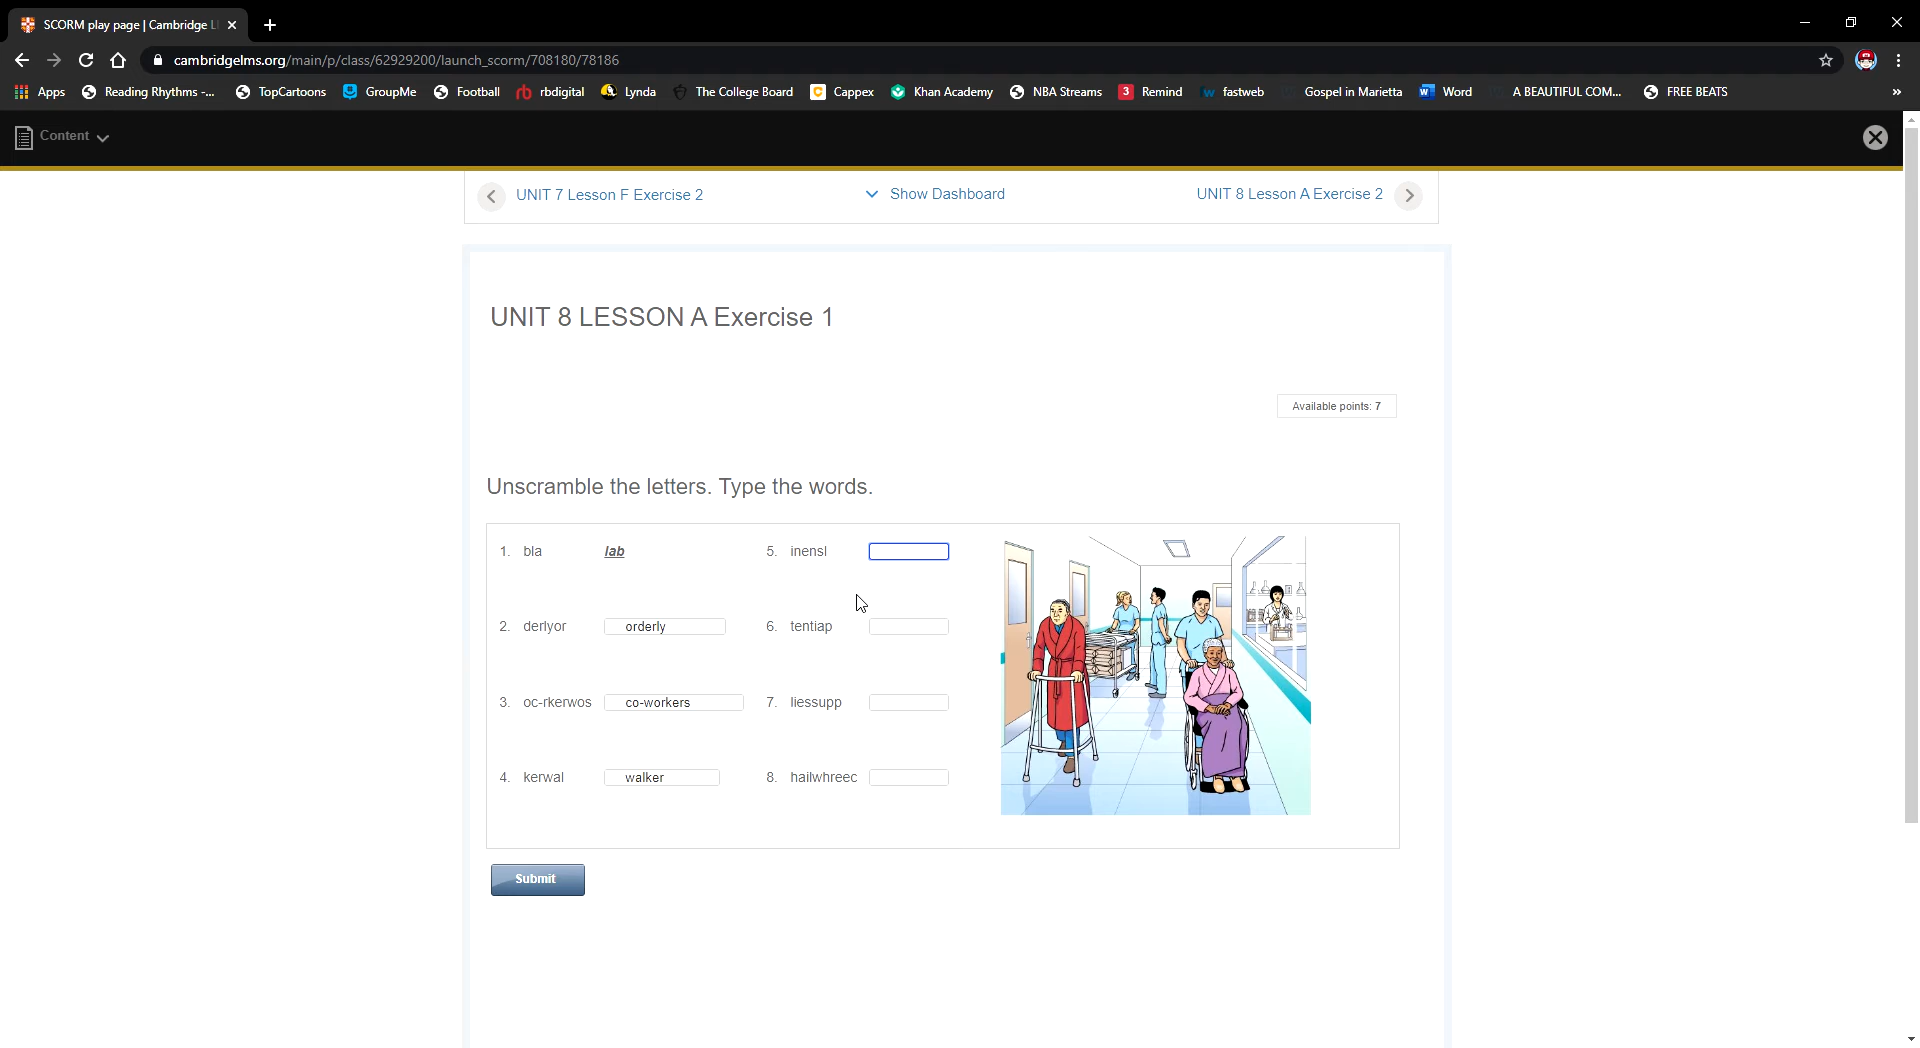 SCORM play page | Cambridge L
cambridgelms.org/main/p/class/62929200/launch_scorm/708180/78186
Apps Reading Rhythms -... TopCartoons GroupMe Football rbdigital Lynda The College Board Cappex Khan Academy NBA Streams 3 Remind fastweb Gospel in Marietta Word A BEAUTIFUL COM... FREE BEATS »
Content
UNIT 7 Lesson F Exercise 2 Show Dashboard UNIT 8 Lesson A Exercise 2
UNIT 8 LESSON A Exercise 1
Available points: 7
Unscramble the letters. Type the words.
1. bla lab 5. inensl
2. derlyor orderly 6. tentiap
3. oc-rkerwos co-workers 7. liessupp
4. kerwal walker 8. hailwhreec
Submit